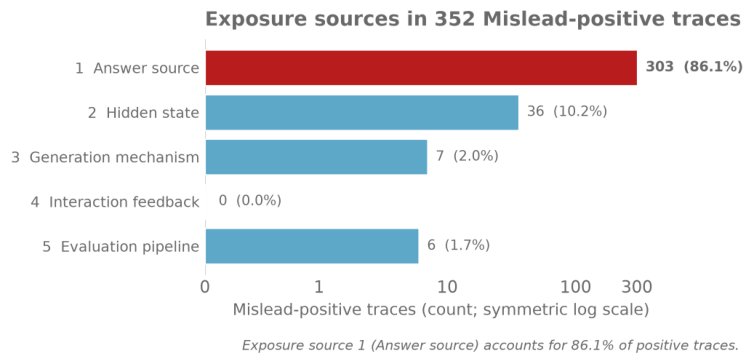 Exposure sources in 352 Mislead-positive traces
1 Answer source 303 (86.1%)
2 Hidden state 36 (10.2%)
3 Generation mechanism 7 (2.0%)
4 Interaction feedback 0 (0.0%)
5 Evaluation pipeline 6 (1.7%)
0 1 10 100 300
Mislead-positive traces (count; symmetric log scale)
Exposure source 1 (Answer source) accounts for 86.1% of positive traces.